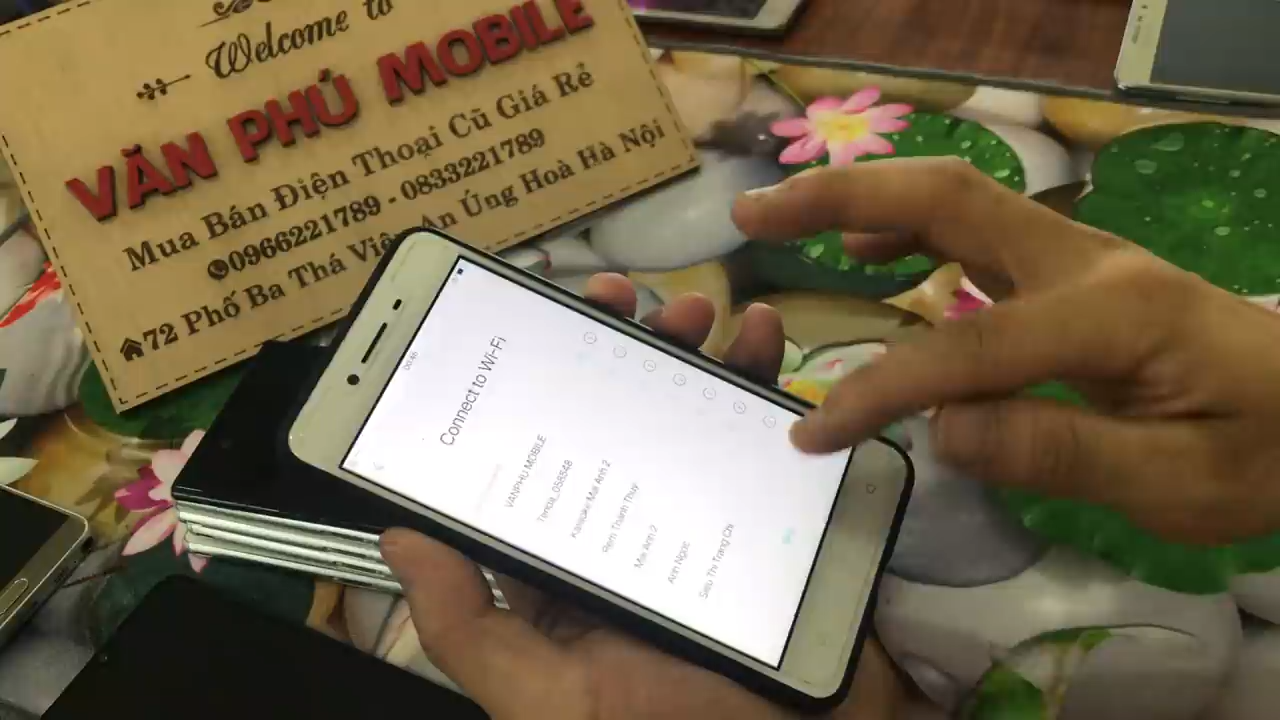 Welcome to
VĂN PHÚ MOBILE
Mua Bán Điện Thoại Cũ Giá Rẻ
0966221789 - 0833221789
72 Phố Ba Thá Viên An Ứng Hoà Hà Nội
Connect to Wi-Fi
VANPHU MOBILE
Tenda_058548
Karaoke Mai Anh 2
Rem Thanh Thuy
Mai Anh 2
Anh Ngoc
Sieu Thi Trang Chi